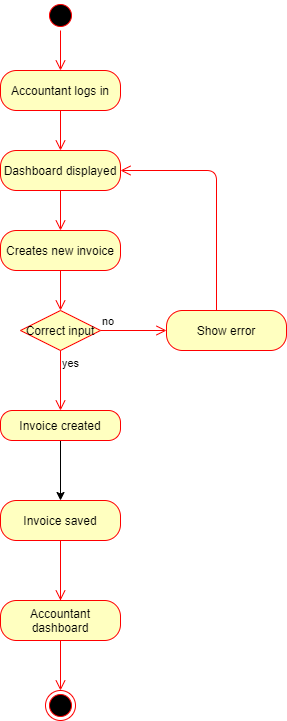 Accountant logs in
Dashboard displayed
Creates new invoice
Correct input
no
Show error
yes
Invoice created
Invoice saved
Accountant
dashboard